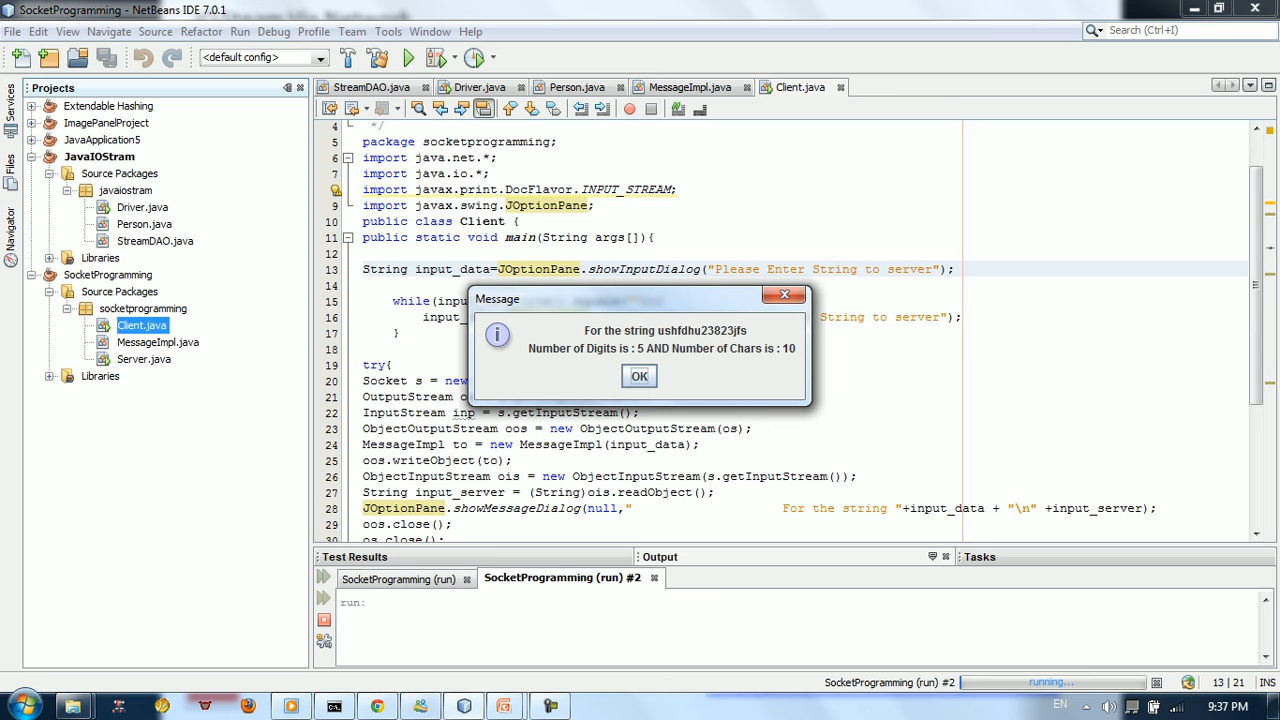 SocketProgramming - NetBeans IDE 7.0.1
File Edit View Navigate Source Refactor Run Debug Profile Team Tools Window Help
Search (Ctrl+I)
<default config>
Projects
StreamDAO.java Driver.java Person.java MessageImpl.java Client.java
Services
Files
Navigator
Extendable Hashing
ImagePanelProject
JavaApplication5
JavaIOStram
Source Packages
javaiostram
Driver.java
Person.java
StreamDAO.java
Libraries
SocketProgramming
Source Packages
socketprogramming
Client.java
MessageImpl.java
Server.java
Libraries
4 */
5 package socketprogramming;
6 import java.net.*;
7 import java.io.*;
import javax.print.DocFlavor.INPUT_STREAM;
9 import javax.swing.JOptionPane;
10 public class Client {
11 public static void main(String args[]){
12
13 String input_data=JOptionPane.showInputDialog("Please Enter String to server");
14
15 while(inpu
16 input_ String to server");
17 }
18
19 try{
20 Socket s = new
21 OutputStream o
22 InputStream inp = s.getInputStream();
23 ObjectOutputStream oos = new ObjectOutputStream(os);
24 MessageImpl to = new MessageImpl(input_data);
25 oos.writeObject(to);
26 ObjectInputStream ois = new ObjectInputStream(s.getInputStream());
27 String input_server = (String)ois.readObject();
28 JOptionPane.showMessageDialog(null," For the string "+input_data + "\n" +input_server);
29 oos.close();
30 os.close();
Message
For the string ushfdhu23823jfs
Number of Digits is : 5 AND Number of Chars is : 10
OK
Test Results Output Tasks
SocketProgramming (run) SocketProgramming (run) #2
run:
SocketProgramming (run) #2 running... 13 | 21 INS
EN 9:37 PM